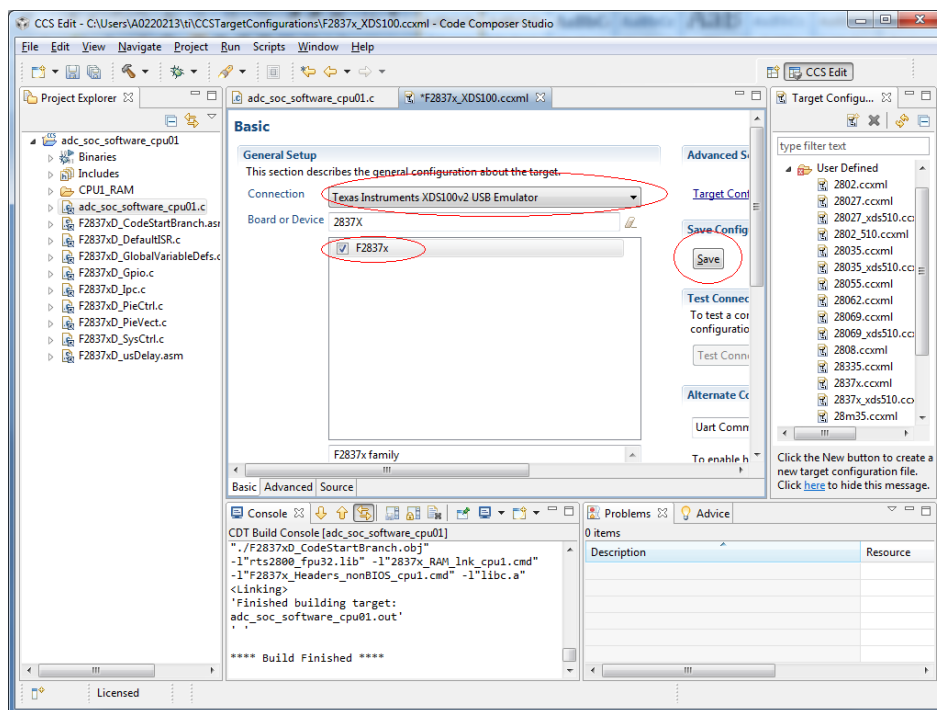 CCS Edit - C:\Users\A0220213\ti\CCSTargetConfigurations\F2837x_XDS100.ccxml - Code Composer Studio
File Edit View Navigate Project Run Scripts Window Help
CCS Edit
Project Explorer
adc_soc_software_cpu01
Binaries
Includes
CPU1_RAM
adc_soc_software_cpu01.c
F2837xD_CodeStartBranch.asr
F2837xD_DefaultISR.c
F2837xD_GlobalVariableDefs.c
F2837xD_Gpio.c
F2837xD_Ipc.c
F2837xD_PieCtrl.c
F2837xD_PieVect.c
F2837xD_SysCtrl.c
F2837xD_usDelay.asm
adc_soc_software_cpu01.c *F2837x_XDS100.ccxml
Basic
General Setup
This section describes the general configuration about the target.
Connection Texas Instruments XDS100v2 USB Emulator
Board or Device 2837X
F2837x
F2837x family
Advanced S
Target Conf
Save Config
Save
Test Connec
To test a cor
configuratio
Test Conn
Alternate Co
Uart Comm
To enable h
Basic Advanced Source
Target Configu...
type filter text
User Defined
2802.ccxml
28027.ccxml
28027_xds510.cc
2802_510.ccxml
28035.ccxml
28035_xds510.cc
28055.ccxml
28062.ccxml
28069.ccxml
28069_xds510.cc
2808.ccxml
28335.ccxml
2837x.ccxml
2837x_xds510.cc
28m35.ccxml
Click the New button to create a
new target configuration file.
Click here to hide this message.
Console
CDT Build Console [adc_soc_software_cpu01]
"./F2837xD_CodeStartBranch.obj"
-l"rts2800_fpu32.lib" -l"2837x_RAM_lnk_cpu1.cmd"
-l"F2837x_Headers_nonBIOS_cpu1.cmd" -l"libc.a"
<Linking>
'Finished building target:
adc_soc_software_cpu01.out'
' '
**** Build Finished ****
Problems Advice
0 items
Description Resource
Licensed